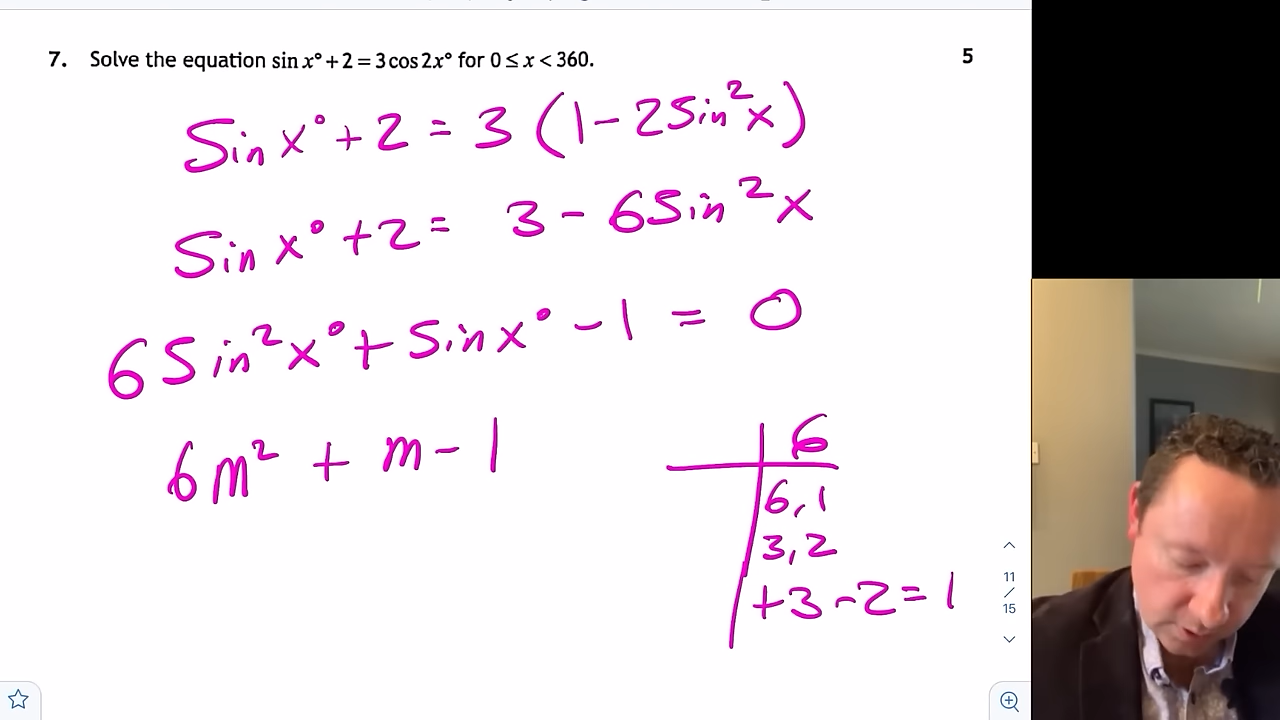 7. Solve the equation sin x° + 2 = 3 cos 2x° for 0 ≤ x < 360. 5
Sin x° + 2 = 3 (1 - 2Sin²x)
Sin x° + 2 = 3 - 6Sin²x
6Sin²x° + Sin x° - 1 = 0
6m² + m - 1
6
6, 1
3, 2
+3 - 2 = 1
11
/
15